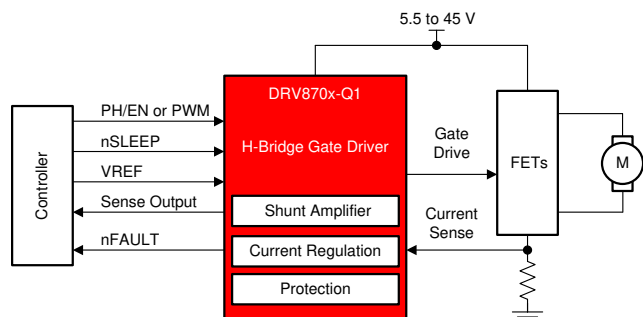 5.5 to 45 V
DRV870x-Q1
H-Bridge Gate Driver
Controller
PH/EN or PWM
nSLEEP
VREF
Sense Output
nFAULT
Shunt Amplifier
Current Regulation
Protection
Gate
Drive
Current
Sense
FETs
M